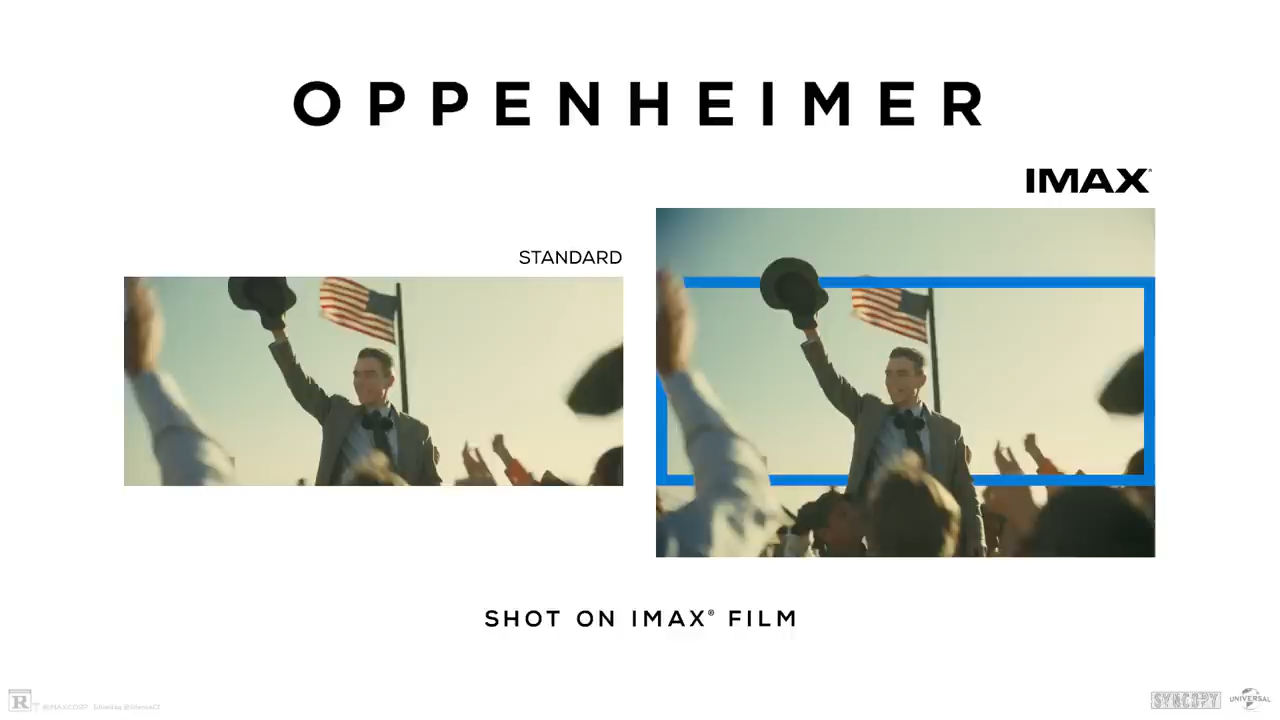 OPPENHEIMER
IMAX®
STANDARD
SHOT ON IMAX® FILM
R
SYNCOPY
UNIVERSAL